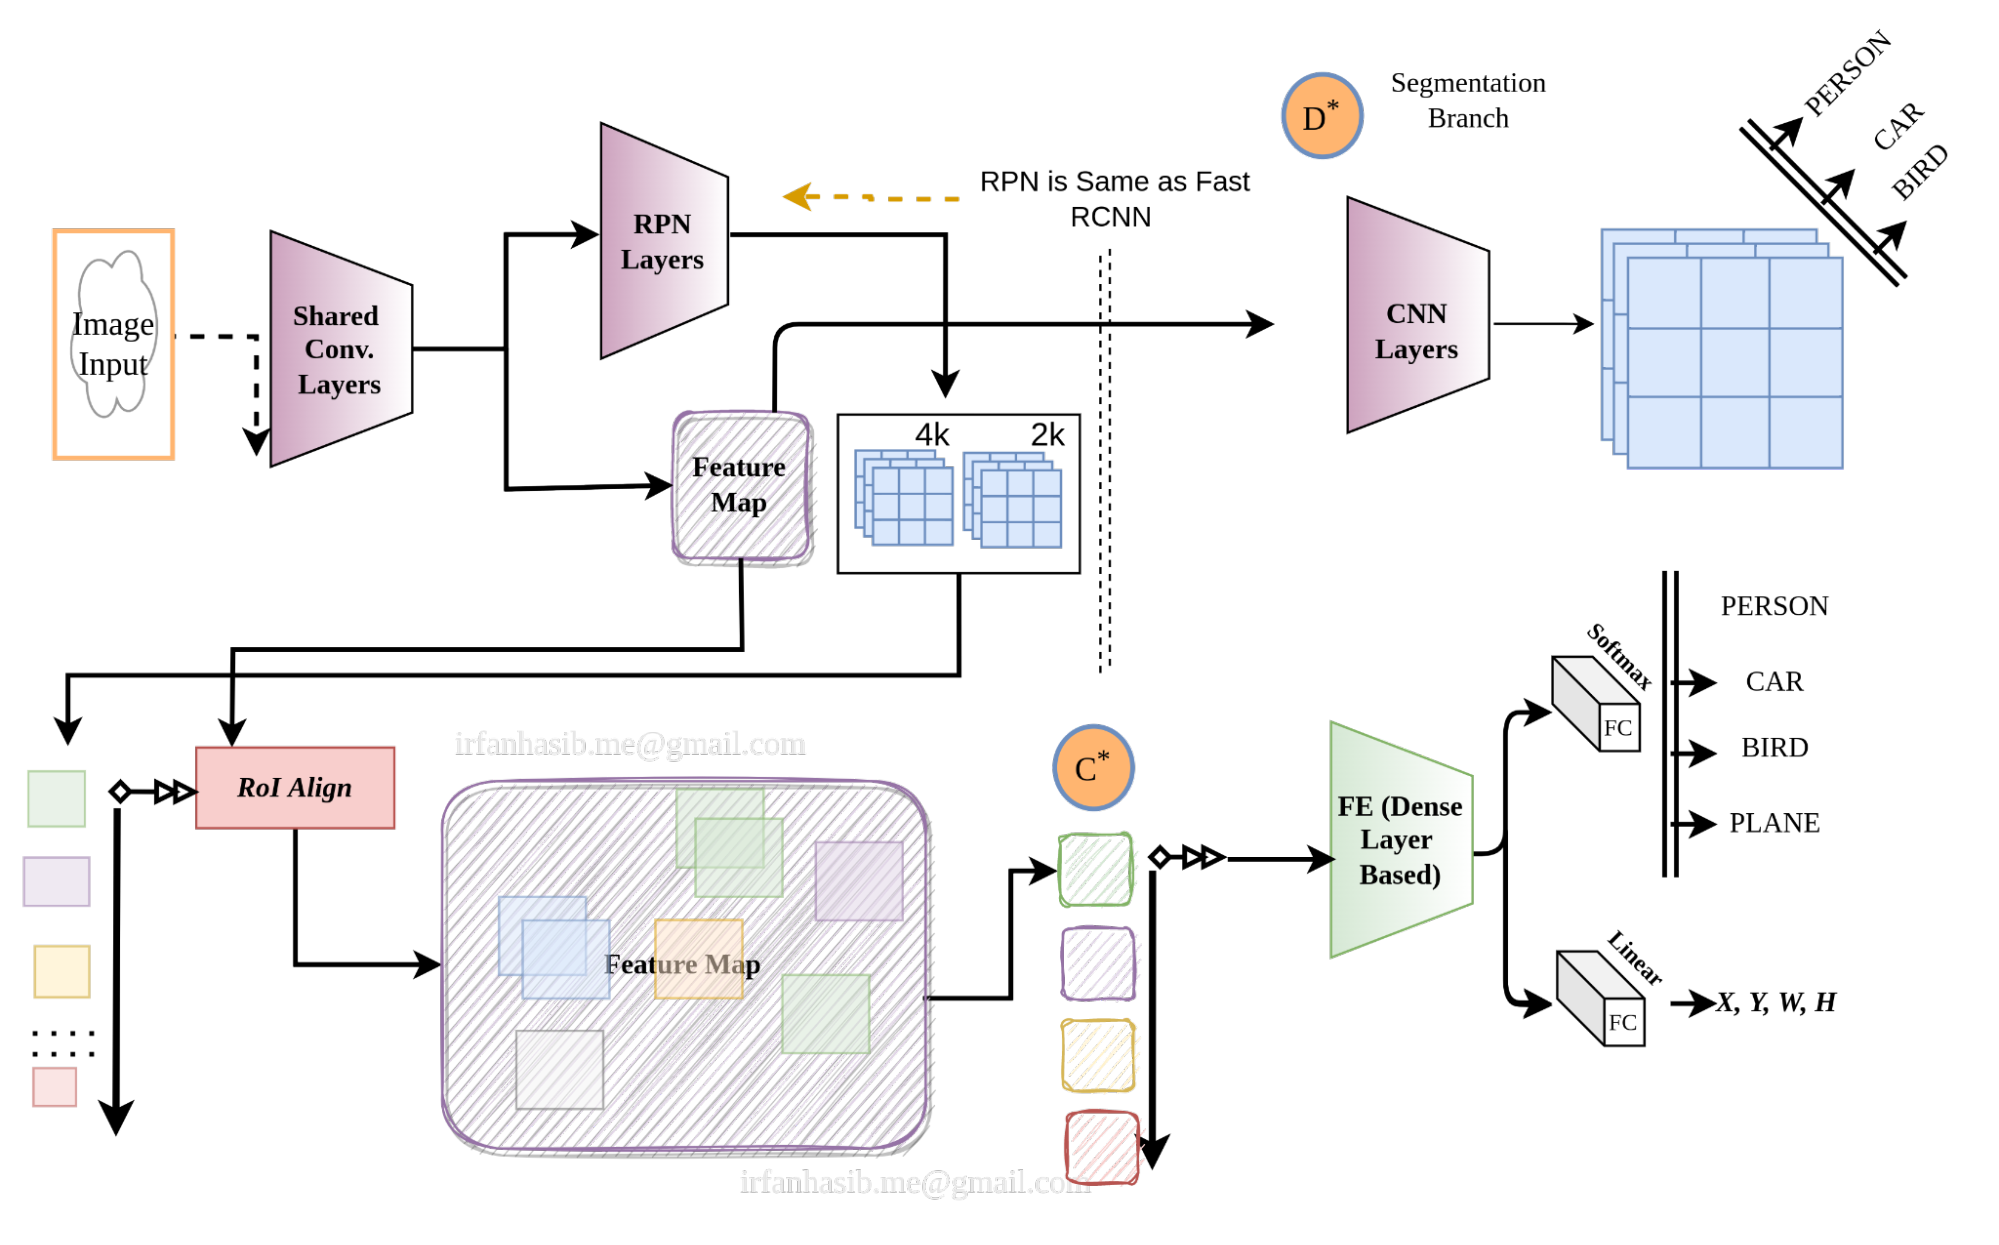 D*
Segmentation
Branch
PERSON
CAR
BIRD
RPN is Same as Fast
RCNN
RPN
Layers
Image
Input
Shared
Conv.
Layers
CNN
Layers
Feature
Map
4k
2k
PERSON
CAR
BIRD
PLANE
Softmax
FC
irfanhasib.me@gmail.com
RoI Align
C*
FE (Dense
Layer
Based)
Feature Map
Linear
FC
X, Y, W, H
irfanhasib.me@gmail.com